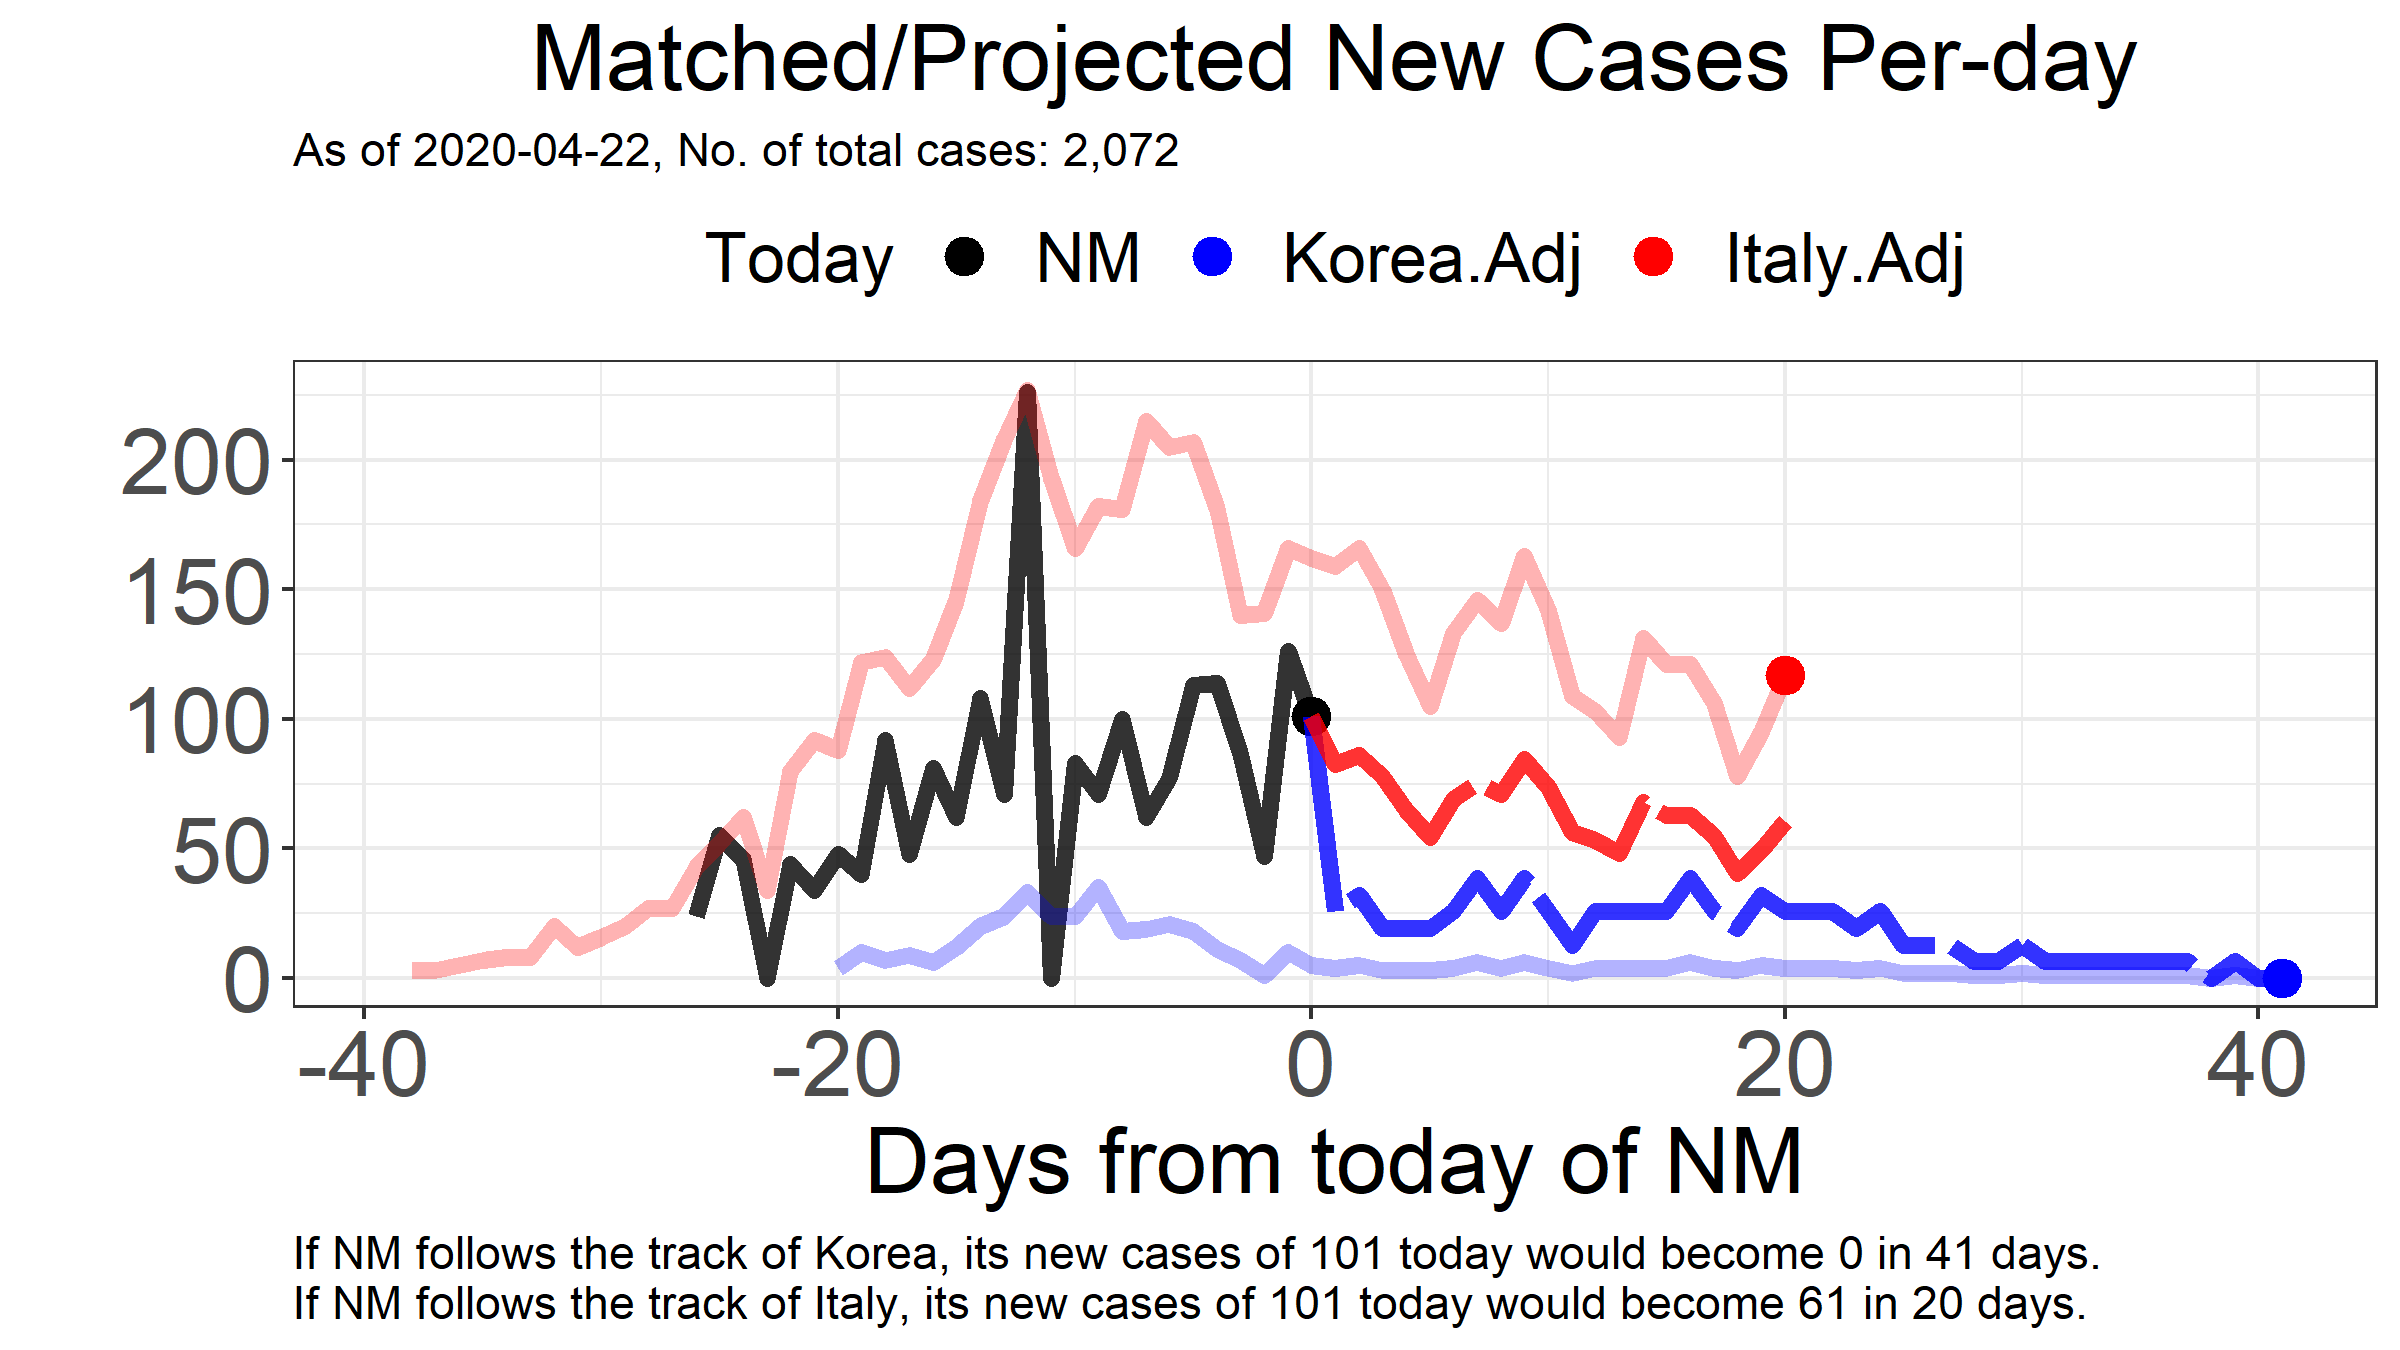 Matched/Projected New Cases Per-day
As of 2020-04-22, No. of total cases: 2,072
Today NM Korea.Adj Italy.Adj
200
150
100
50
0
-40 -20 0 20 40
Days from today of NM
If NM follows the track of Korea, its new cases of 101 today would become 0 in 41 days.
If NM follows the track of Italy, its new cases of 101 today would become 61 in 20 days.